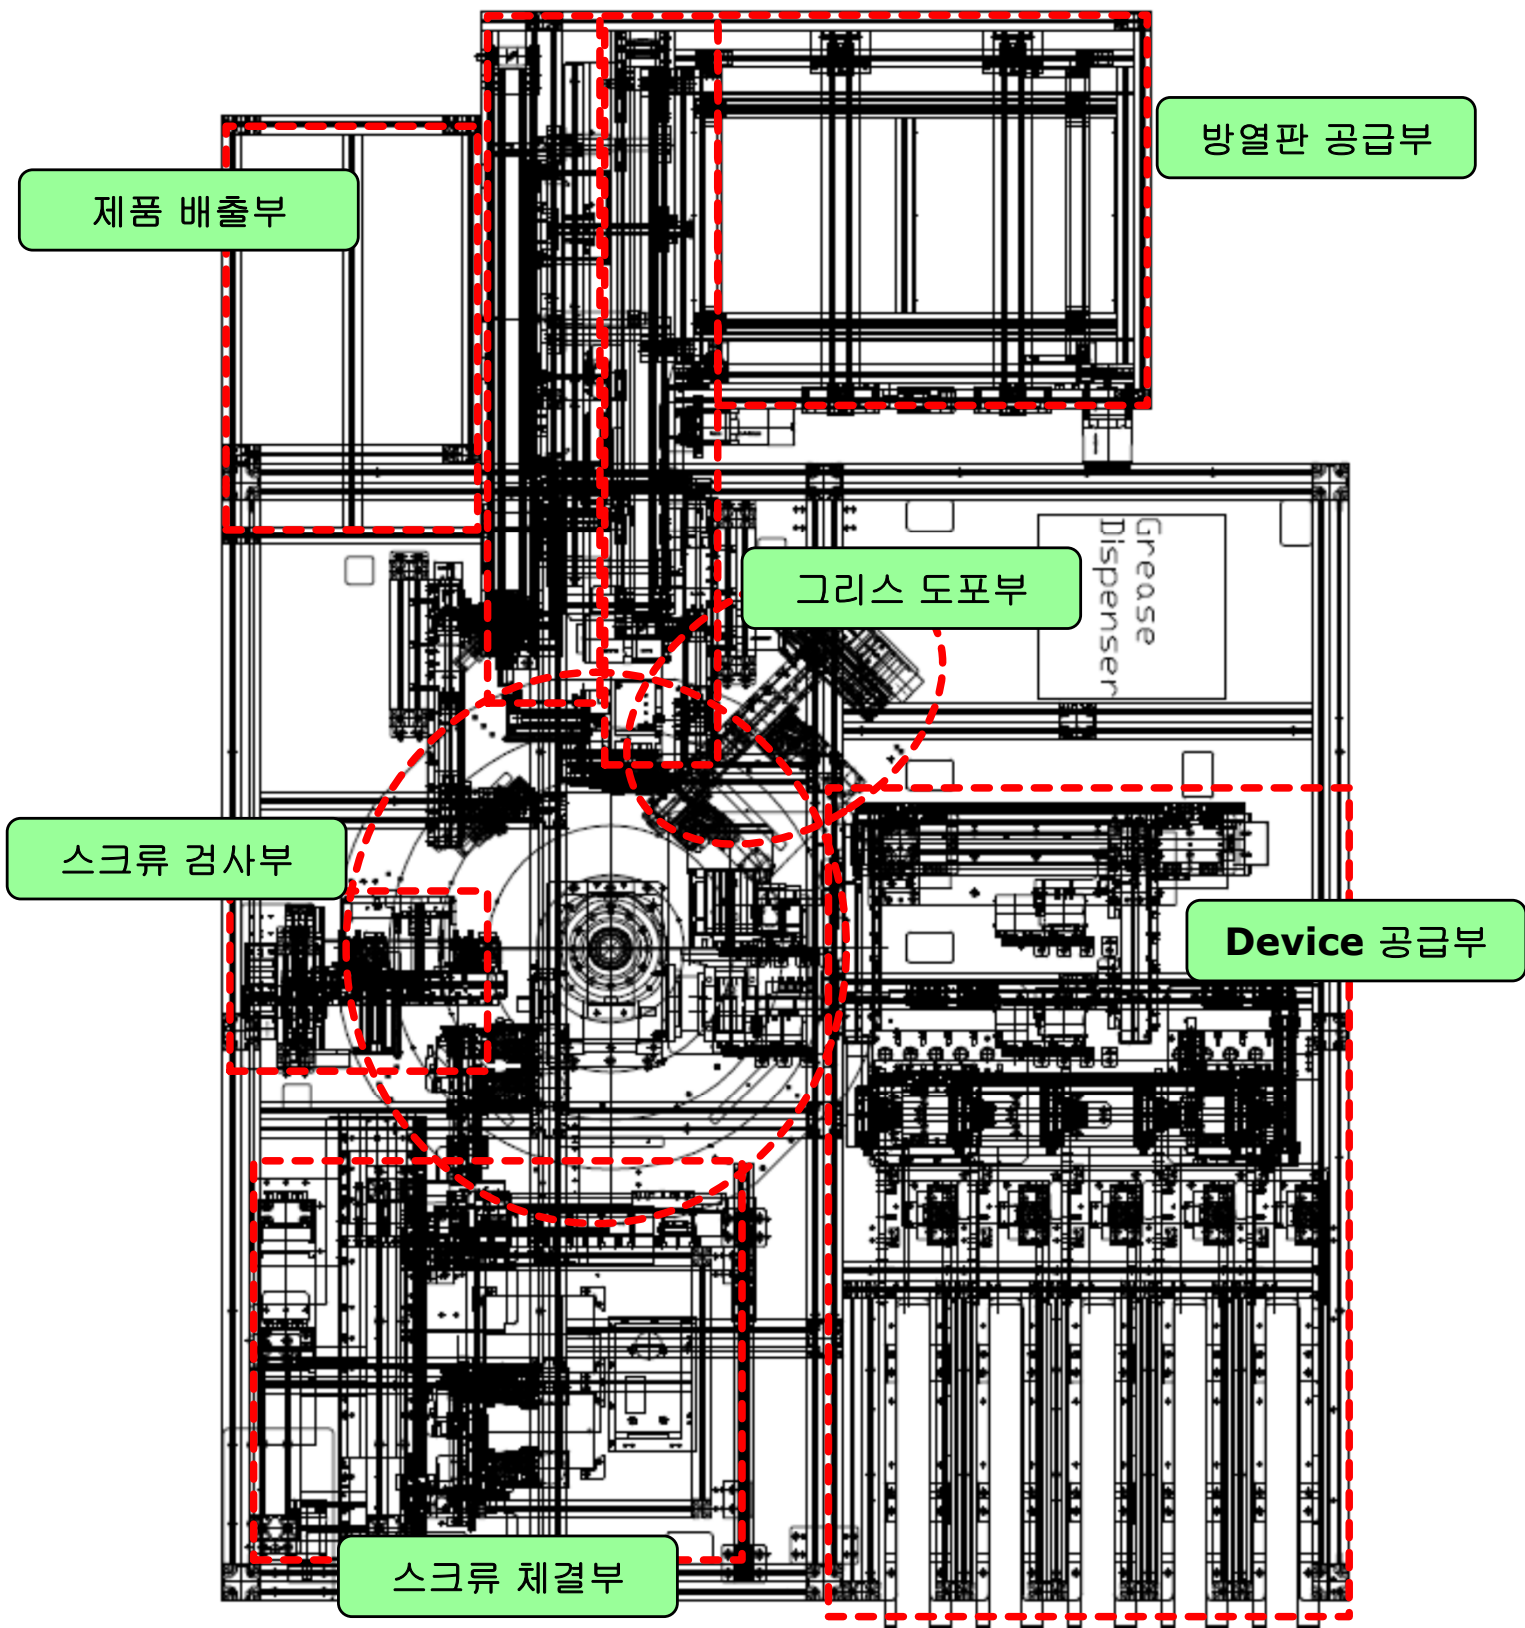 방열판 공급부
제품 배출부
Grease
Dispenser
그리스 도포부
스크류 검사부
Device 공급부
스크류 체결부